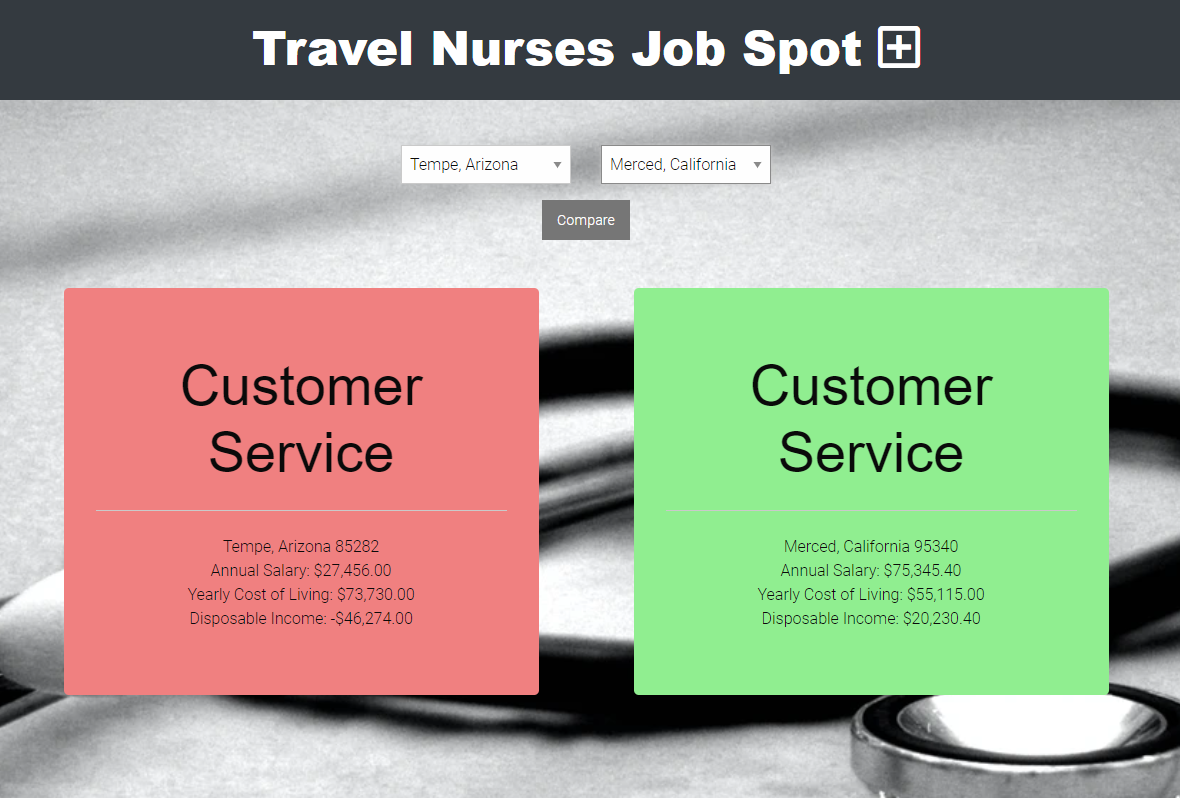 Travel Nurses Job Spot
Tempe, Arizona
Merced, California
Compare
Customer
Service
Tempe, Arizona 85282
Annual Salary: $27,456.00
Yearly Cost of Living: $73,730.00
Disposable Income: -$46,274.00
Customer
Service
Merced, California 95340
Annual Salary: $75,345.40
Yearly Cost of Living: $55,115.00
Disposable Income: $20,230.40